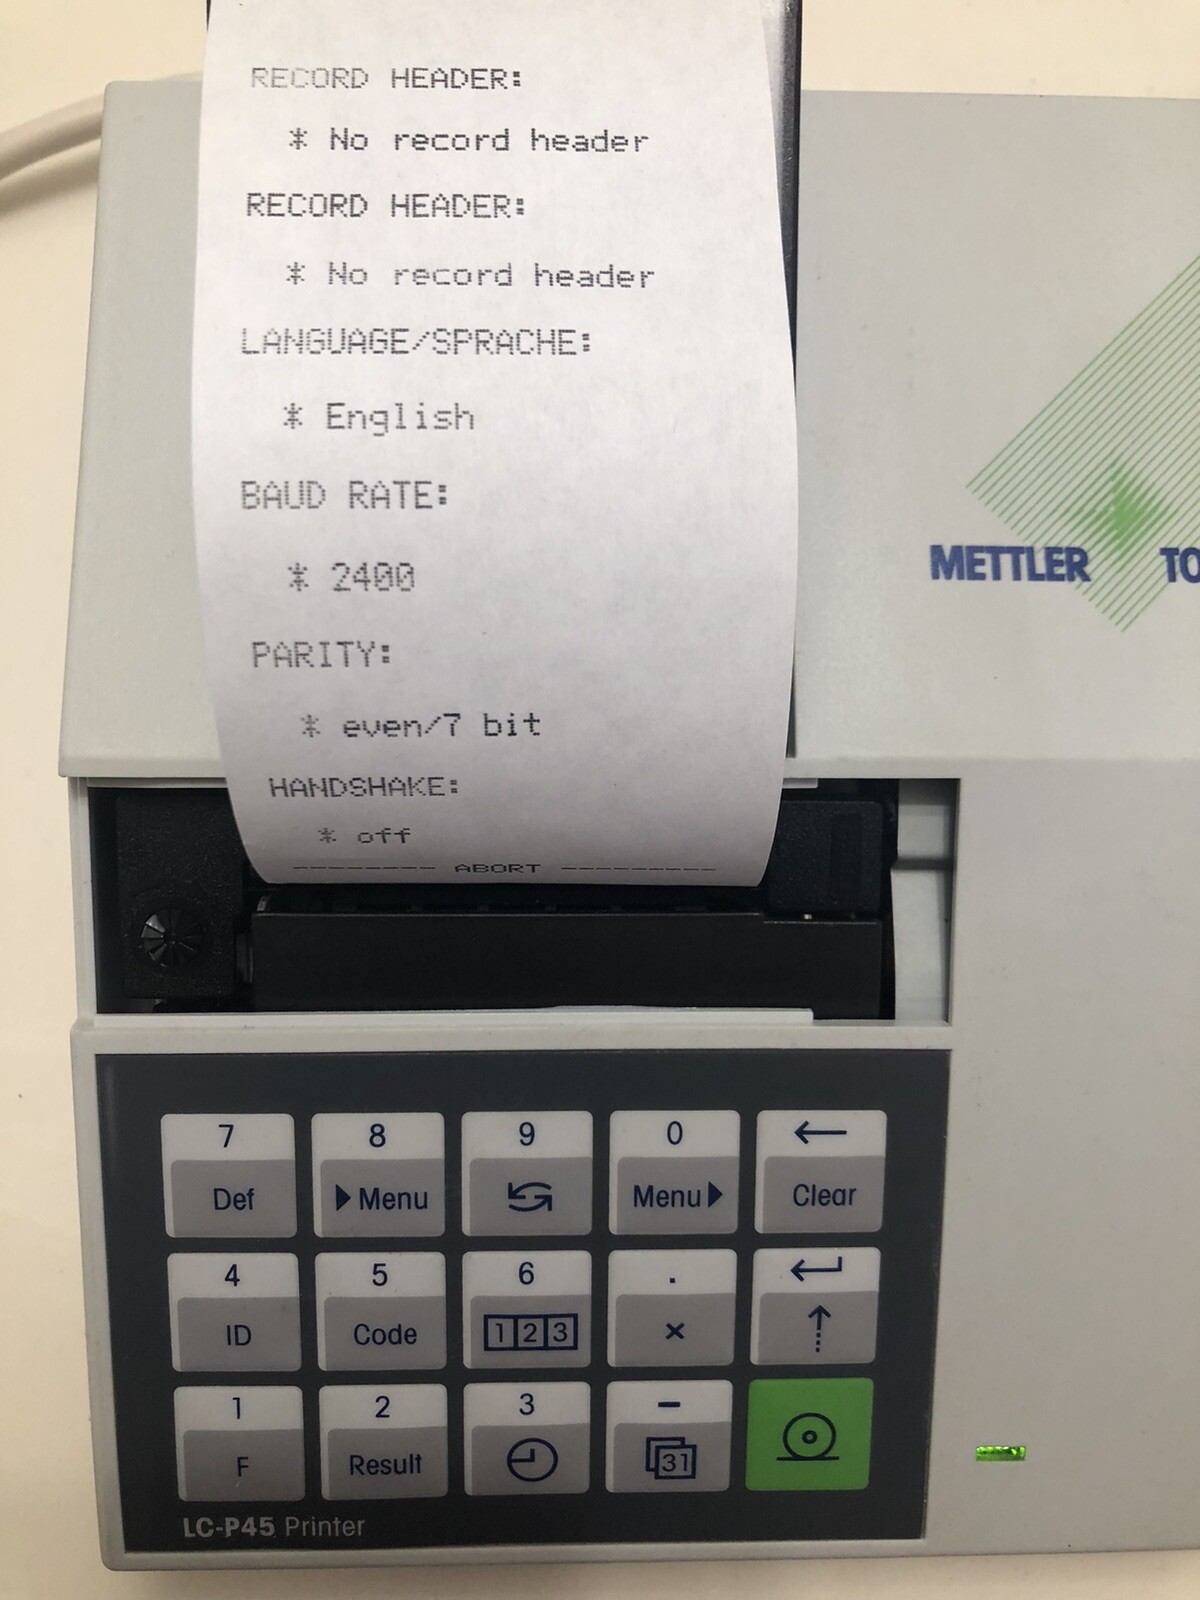 RECORD HEADER:
* No record header
RECORD HEADER:
* No record header
LANGUAGE/SPRACHE:
* English
BAUD RATE:
* 2400
PARITY:
* even/7 bit
HANDSHAKE:
* off
-------- ABORT ---------
METTLER TO
7 8 9 0 ←
Def ▶Menu Menu▶ Clear
4 5 6 . ↵
ID Code 123 ×
1 2 3 –
F Result 31
LC-P45 Printer